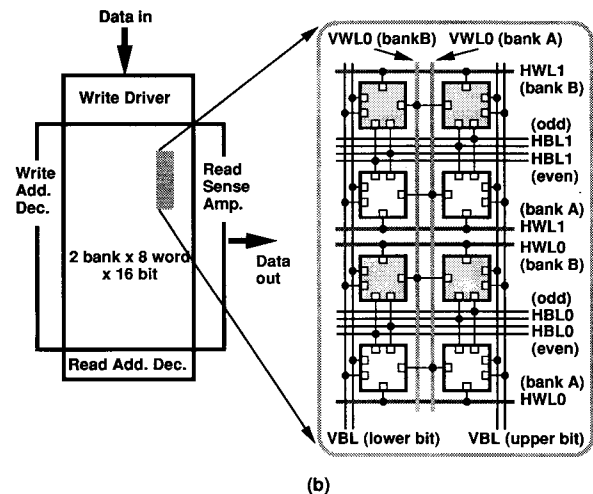 Data in
Write Driver
Write
Add.
Dec.
Read
Sense
Amp.
2 bank x 8 word
x 16 bit
Data
out
Read Add. Dec.
VWL0 (bankB)
VWL0 (bank A)
HWL1
(bank B)
(odd)
HBL1
HBL1
(even)
(bank A)
HWL1
HWL0
(bank B)
(odd)
HBL0
HBL0
(even)
(bank A)
HWL0
VBL (lower bit)
VBL (upper bit)
(b)